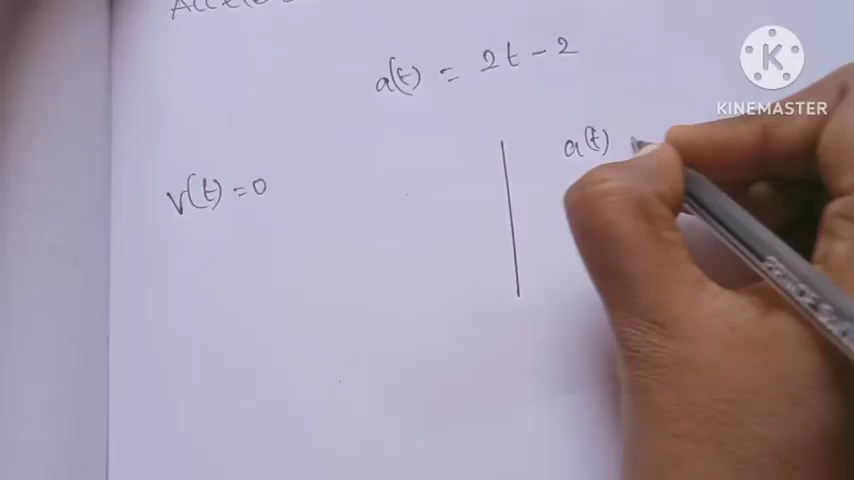 a(t) = 2t - 2
KINEMASTER
a(t)
v(t) = 0